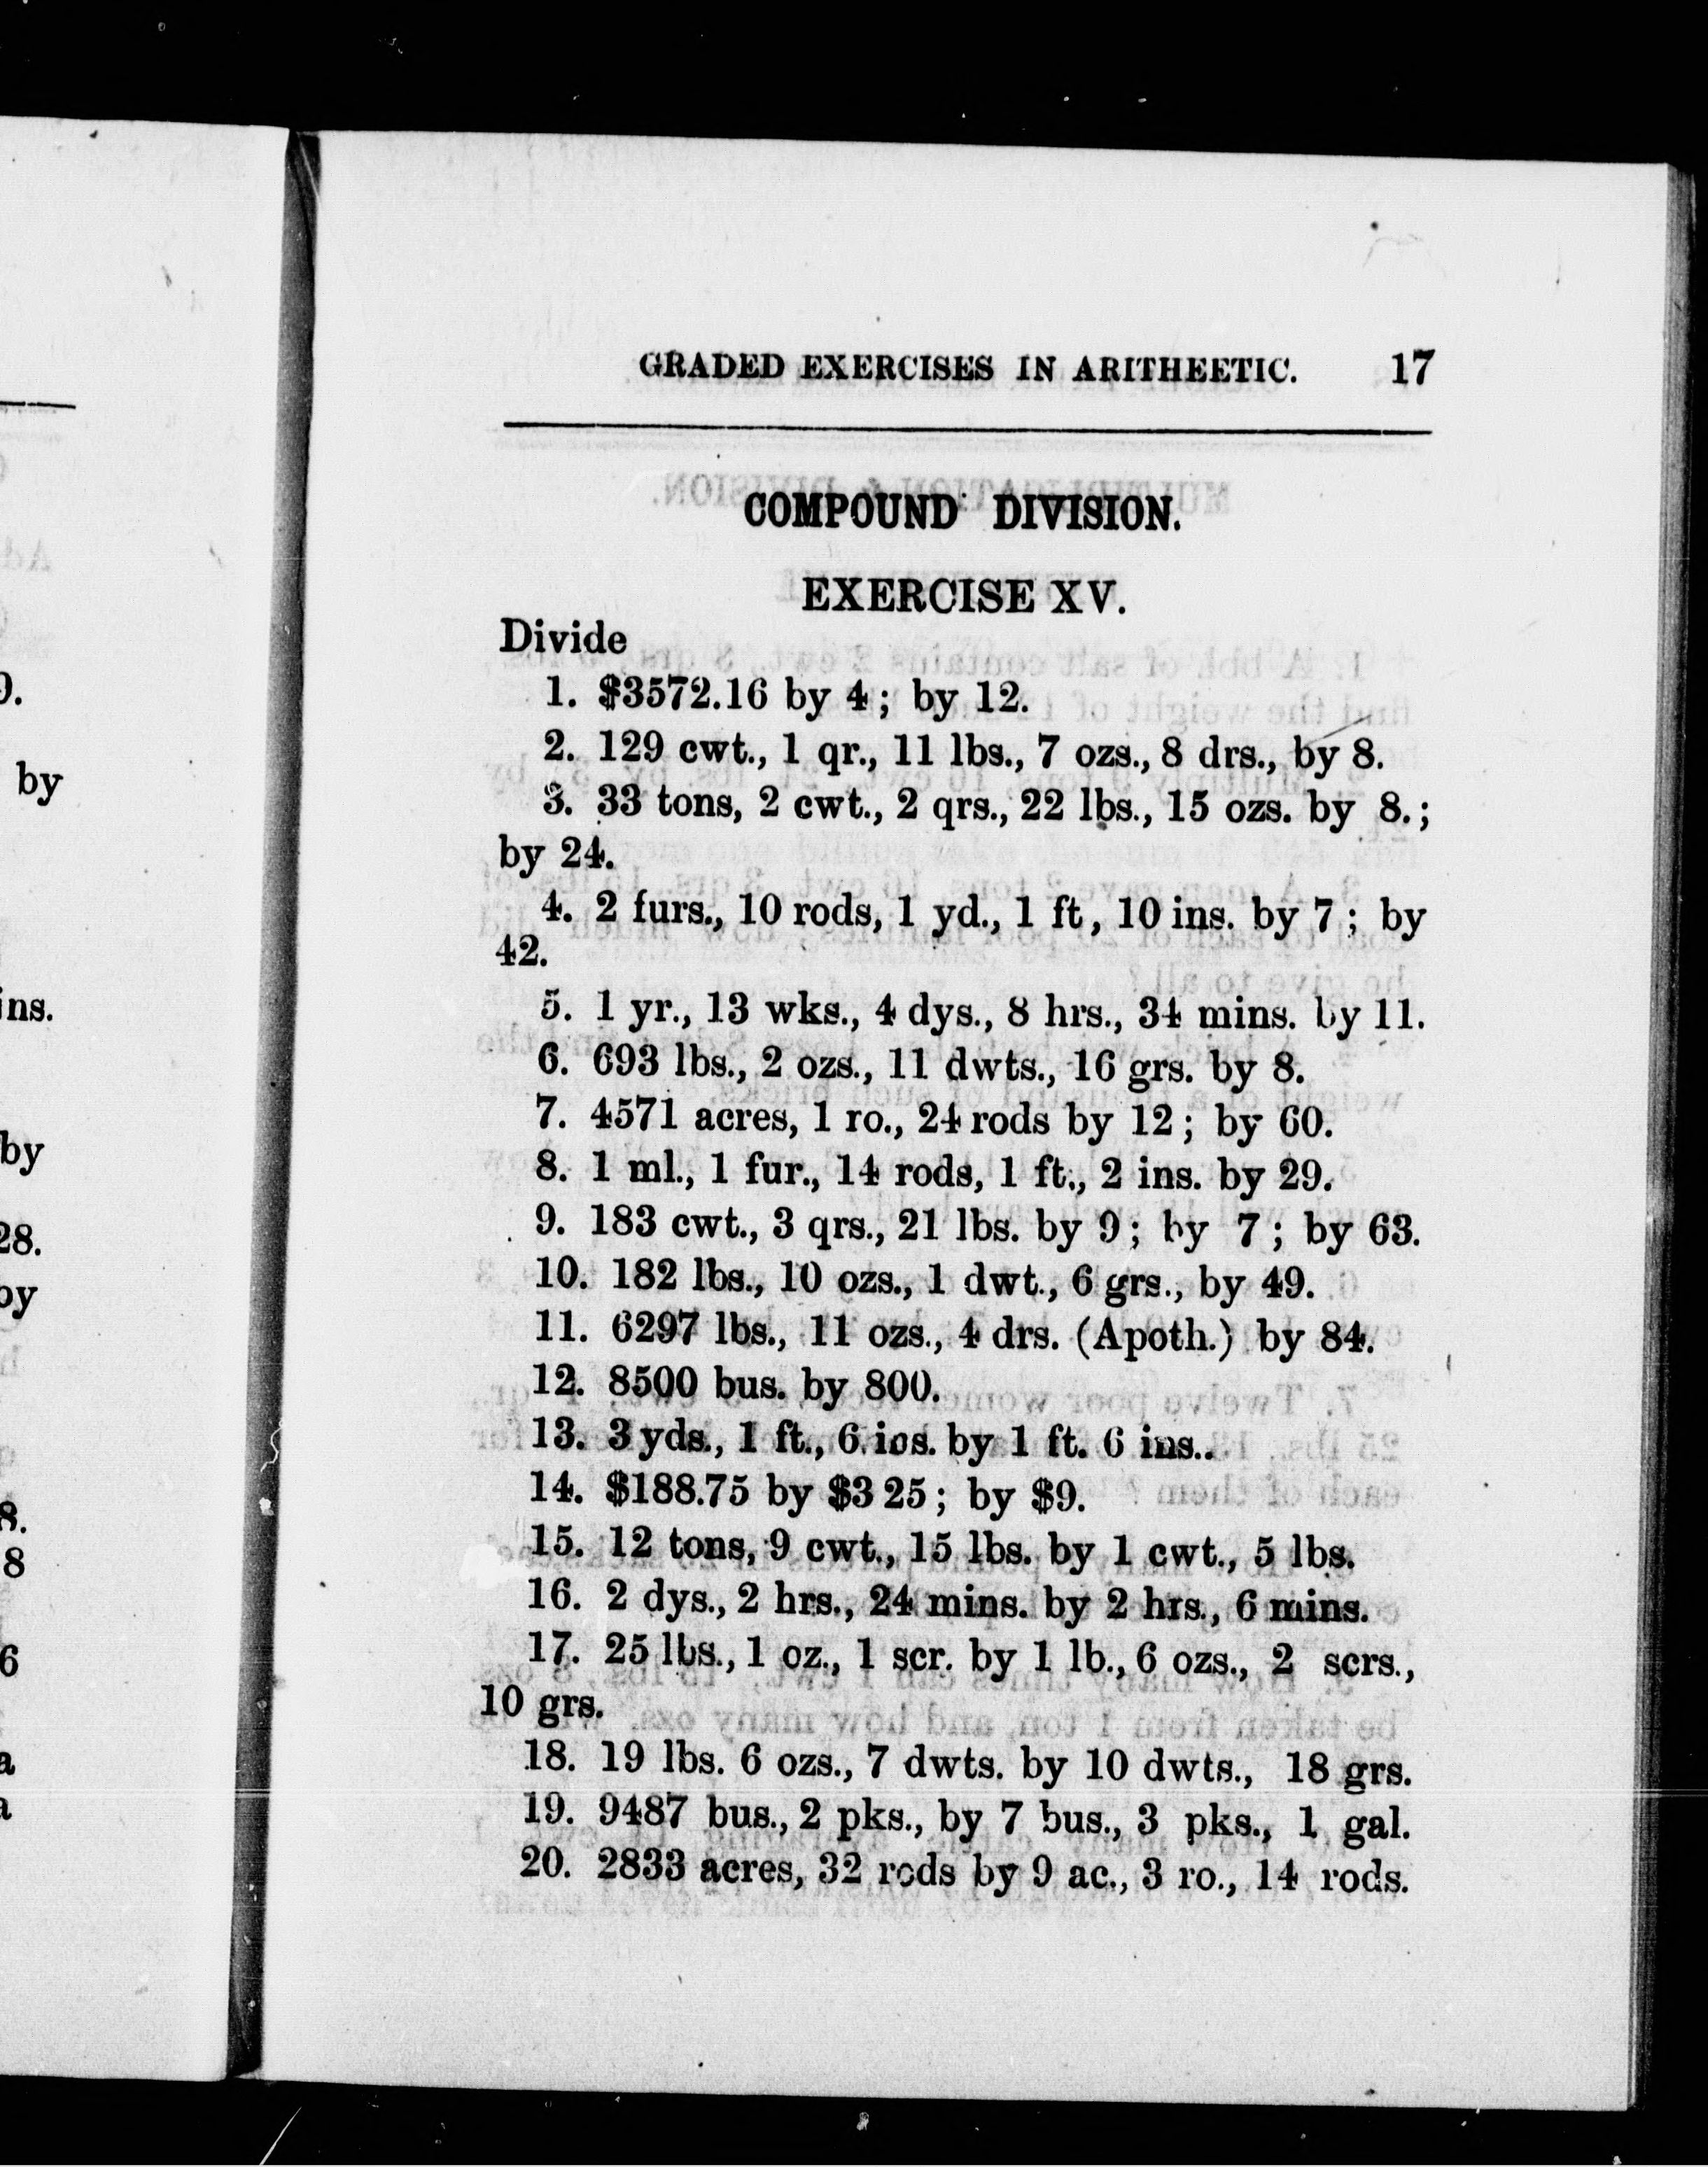 GRADED EXERCISES IN ARITHEETIC. 17
COMPOUND DIVISION.
EXERCISE XV.
Divide
1. $3572.16 by 4; by 12.
2. 129 cwt., 1 qr., 11 lbs., 7 ozs., 8 drs., by 8.
3. 33 tons, 2 cwt., 2 qrs., 22 lbs., 15 ozs. by 8.;
by 24.
4. 2 furs., 10 rods, 1 yd., 1 ft, 10 ins. by 7; by
42.
5. 1 yr., 13 wks., 4 dys., 8 hrs., 34 mins. by 11.
6. 693 lbs., 2 ozs., 11 dwts., 16 grs. by 8.
7. 4571 acres, 1 ro., 24 rods by 12; by 60.
8. 1 ml., 1 fur., 14 rods, 1 ft., 2 ins. by 29.
9. 183 cwt., 3 qrs., 21 lbs. by 9; by 7; by 63.
10. 182 lbs., 10 ozs., 1 dwt., 6 grs., by 49.
11. 6297 lbs., 11 ozs., 4 drs. (Apoth.) by 84.
12. 8500 bus. by 800.
13. 3 yds., 1 ft., 6 ins. by 1 ft. 6 ins..
14. $188.75 by $3 25; by $9.
15. 12 tons, 9 cwt., 15 lbs. by 1 cwt., 5 lbs.
16. 2 dys., 2 hrs., 24 mins. by 2 hrs., 6 mins.
17. 25 lbs., 1 oz., 1 scr. by 1 lb., 6 ozs., 2 scrs.,
10 grs.
18. 19 lbs. 6 ozs., 7 dwts. by 10 dwts., 18 grs.
19. 9487 bus., 2 pks., by 7 bus., 3 pks., 1 gal.
20. 2833 acres, 32 rods by 9 ac., 3 ro., 14 rods.